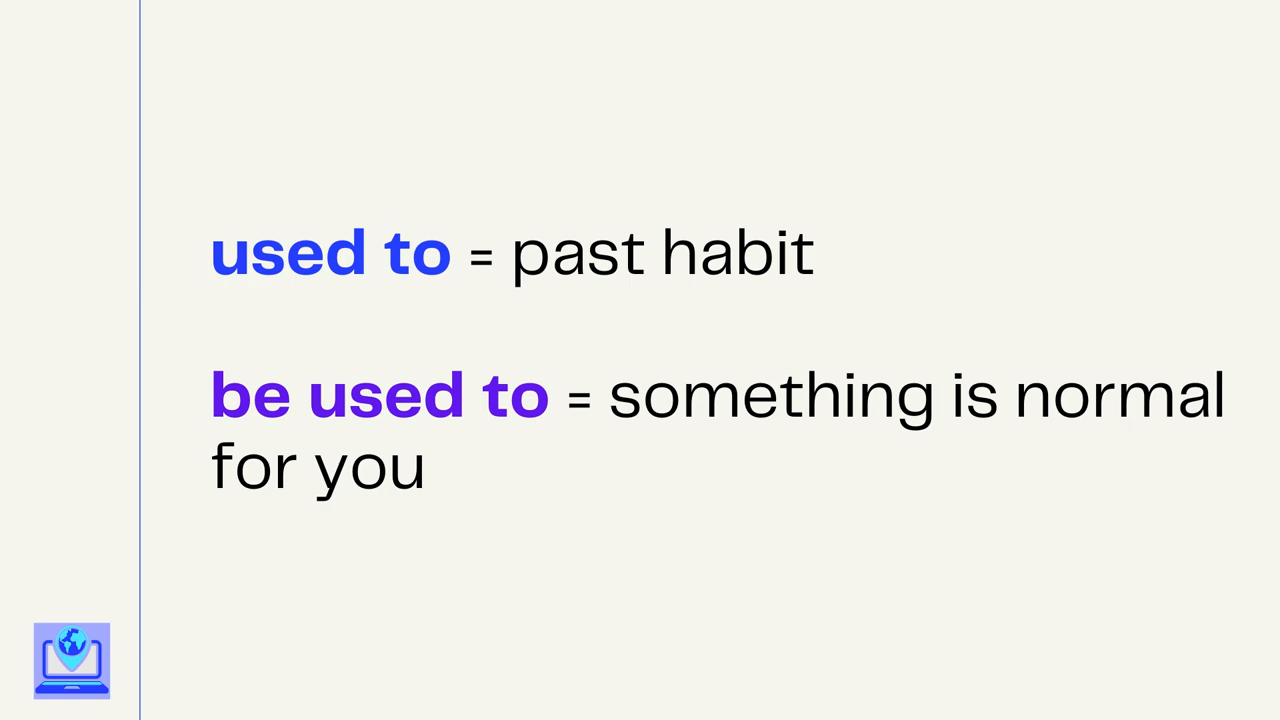 used to = past habit
be used to = something is normal
for you